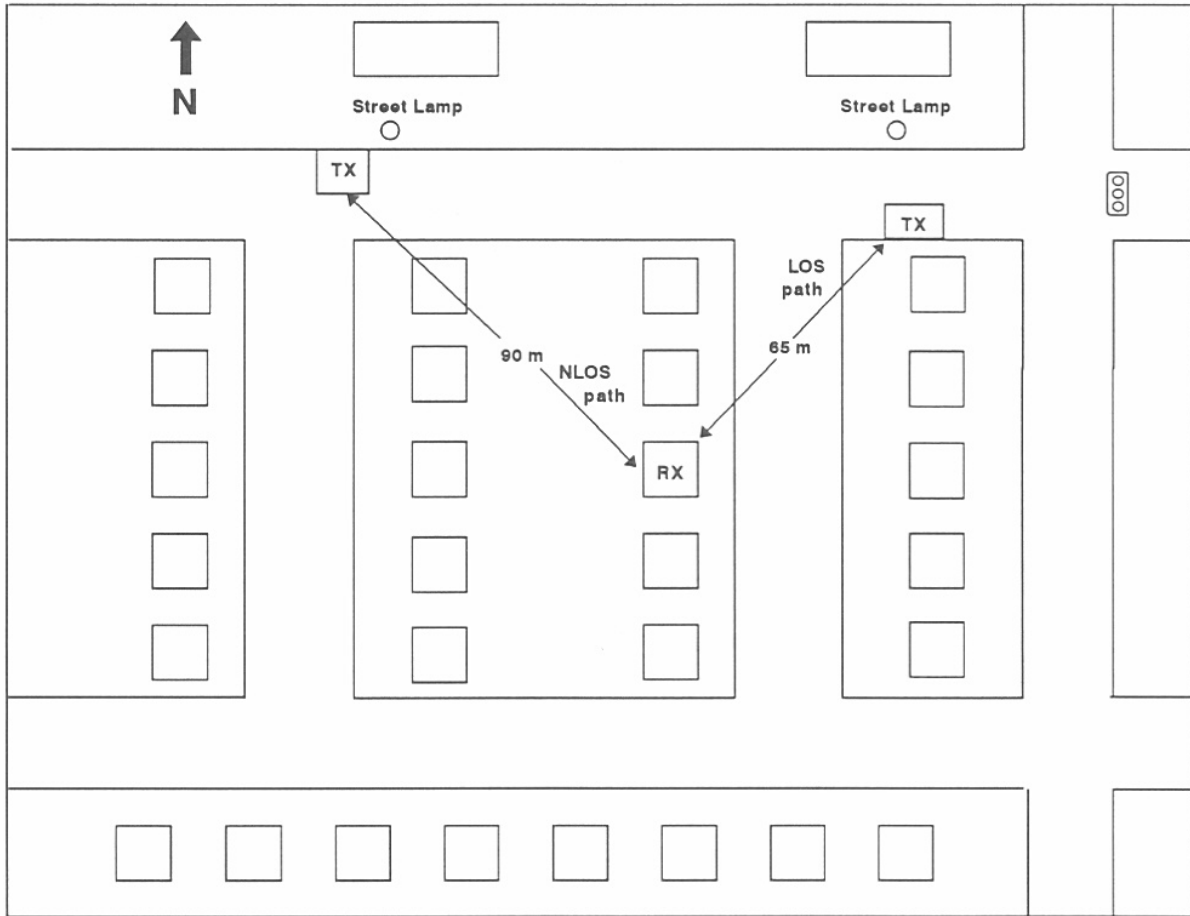 N
Street Lamp
Street Lamp
TX
TX
LOS
path
90 m
65 m
NLOS
path
RX